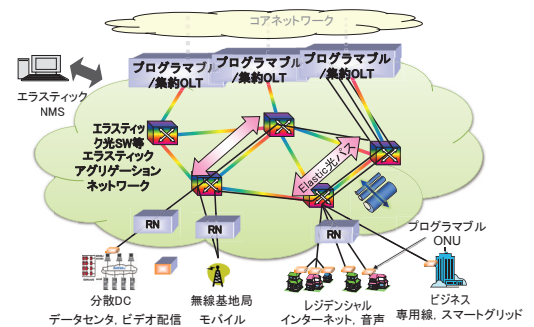 コアネットワーク
プログラマブル
/集約OLT
プログラマブル
/集約OLT
プログラマブル
/集約OLT
エラスティック
NMS
エラスティッ
ク光SW等
エラスティック
アグリゲーション
ネットワーク
Elastic光パス
RN
RN
RN
プログラマブル
ONU
分散DC
データセンタ, ビデオ配信
無線基地局
モバイル
レジデンシャル
インターネット, 音声
ビジネス
専用線, スマートグリッド